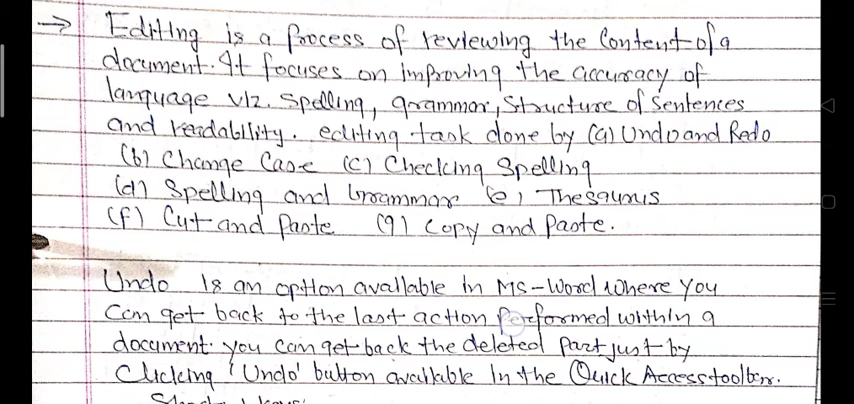 → Editing is a process of reviewing the content of a
document. It focuses on improving the accuracy of
language viz. spelling, grammar, structure of sentences
and readability. editing task done by (a) Undo and Redo
(b) Change Case (c) Checking Spelling
(d) Spelling and Grammar (e) Thesaurus
(f) Cut and Paste (g) Copy and Paste.
Undo is an option available in MS-Word where you
can get back to the last action performed within a
document. you can get back the deleted part just by
clicking 'Undo' button available in the Quick Access toolbar.